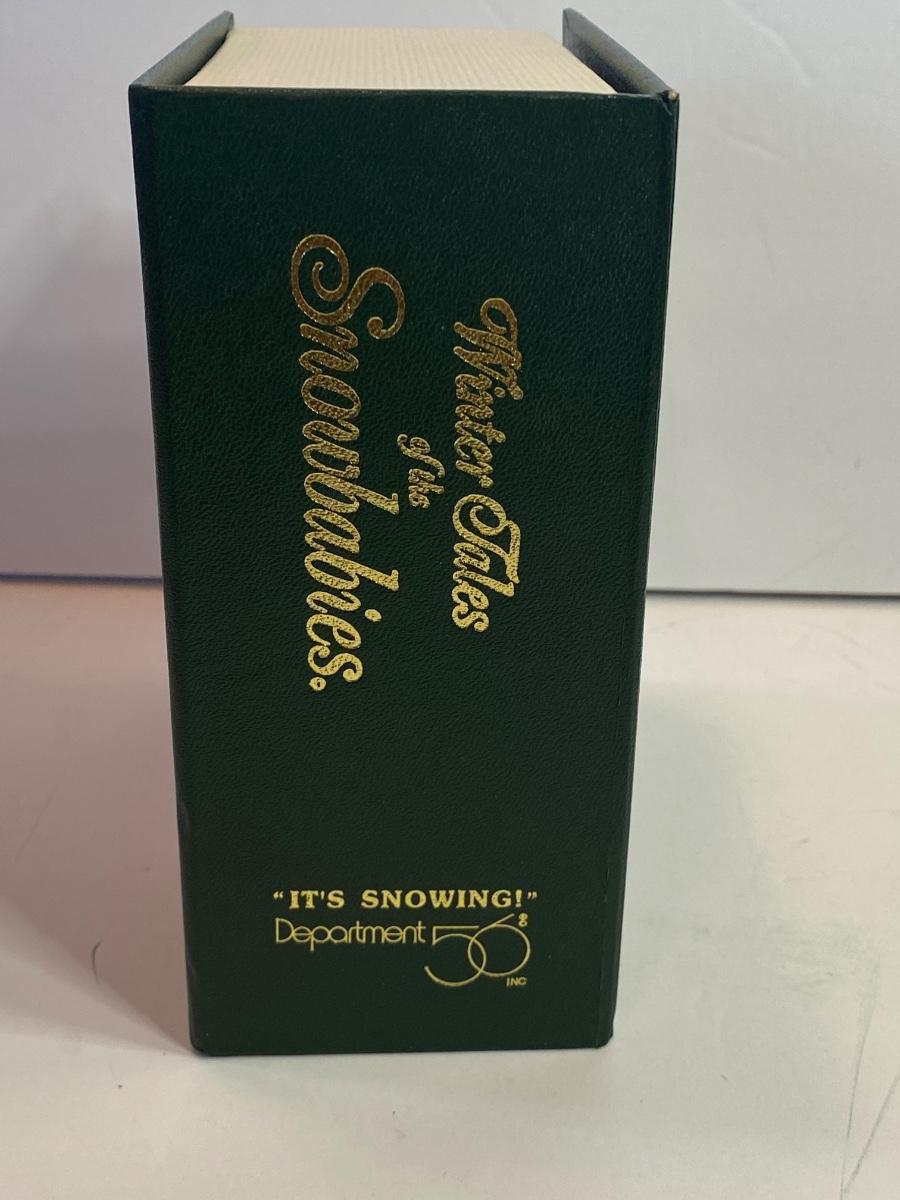 Winter Tales
of the
Snowbabies.
“IT'S SNOWING!”
Department 56®
INC